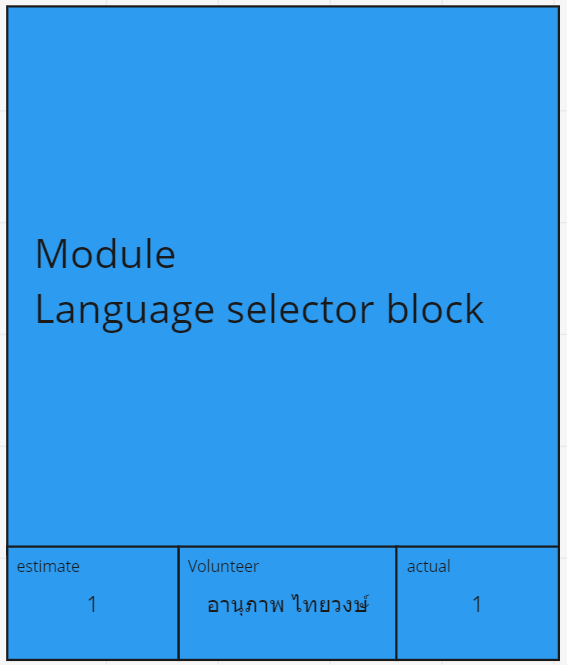 Module
Language selector block
estimate
Volunteer
actual
1
อานุภาพ ไทยวงษ์
1